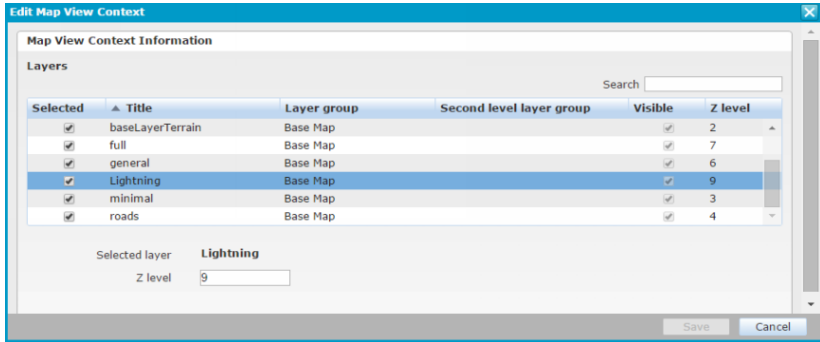 Edit Map View Context
Map View Context Information
Layers
Search
Selected Title Layer group Second level layer group Visible Z level
baseLayerTerrain Base Map 2
full Base Map 7
general Base Map 6
Lightning Base Map 9
minimal Base Map 3
roads Base Map 4
Selected layer Lightning
Z level 9
Save Cancel